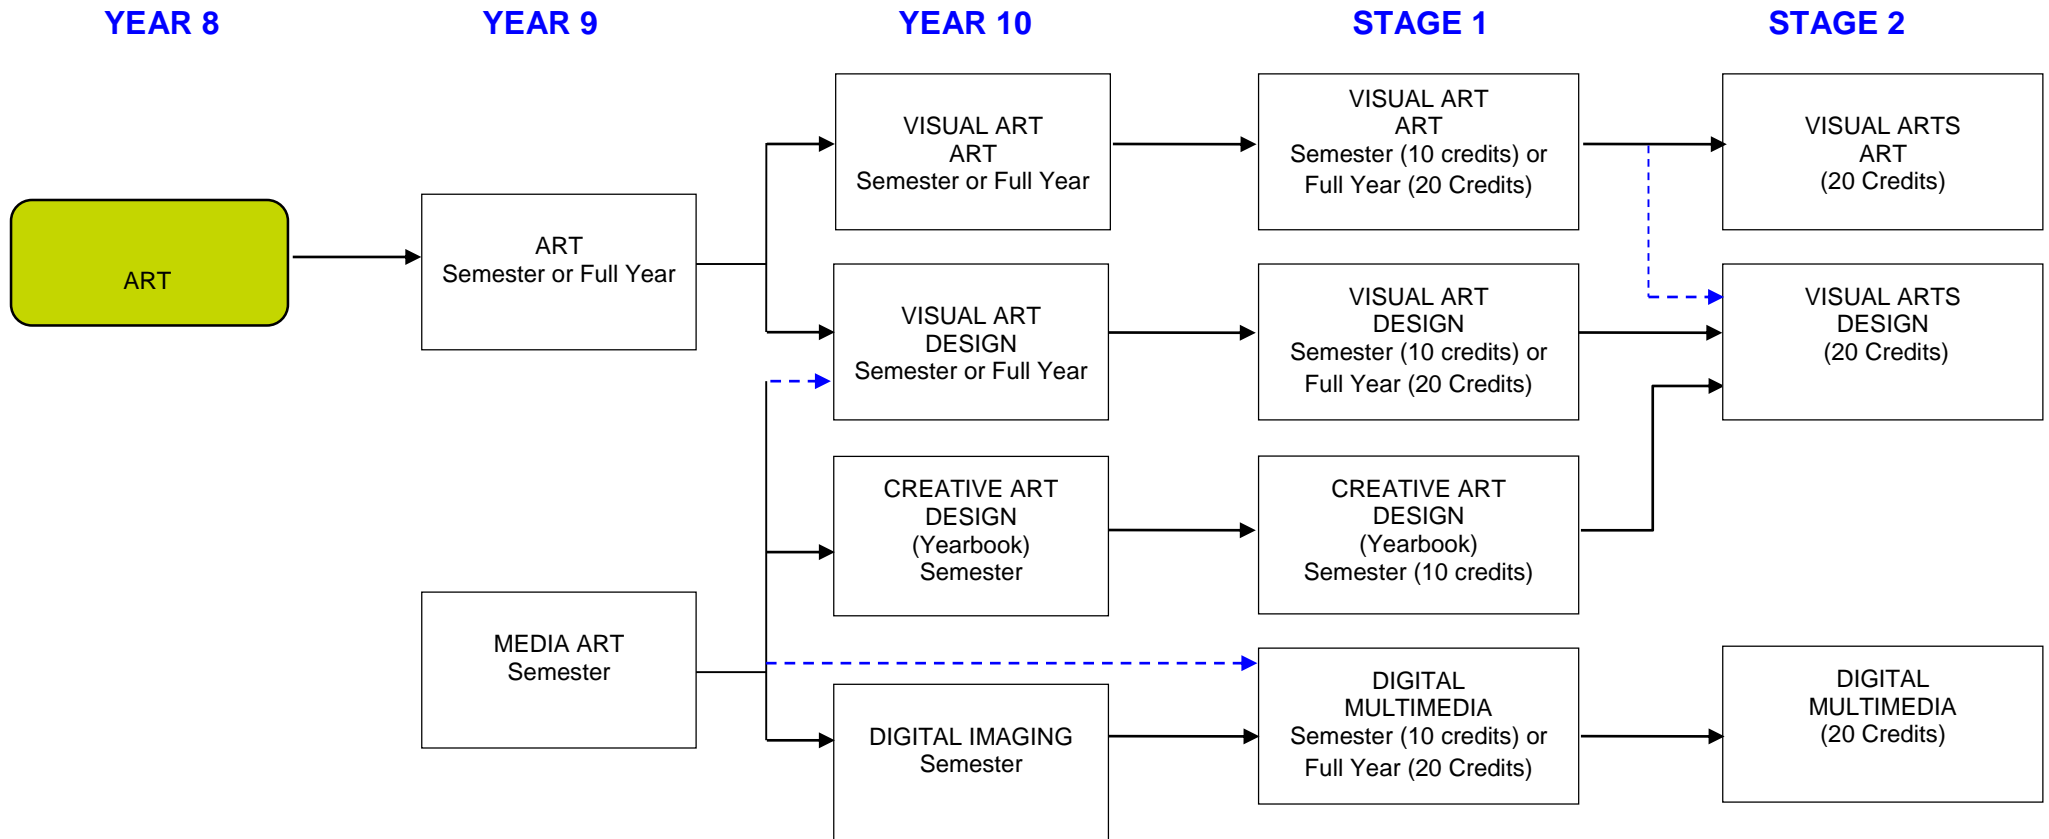 YEAR 8
YEAR 9
YEAR 10
STAGE 1
STAGE 2
ART
ART
Semester or Full Year
MEDIA ART
Semester
VISUAL ART
ART
Semester or Full Year
VISUAL ART
DESIGN
Semester or Full Year
CREATIVE ART
DESIGN
(Yearbook)
Semester
DIGITAL IMAGING
Semester
VISUAL ART
ART
Semester (10 credits) or
Full Year (20 Credits)
VISUAL ART
DESIGN
Semester (10 credits) or
Full Year (20 Credits)
CREATIVE ART
DESIGN
(Yearbook)
Semester (10 credits)
DIGITAL
MULTIMEDIA
Semester (10 credits) or
Full Year (20 Credits)
VISUAL ARTS
ART
(20 Credits)
VISUAL ARTS
DESIGN
(20 Credits)
DIGITAL
MULTIMEDIA
(20 Credits)